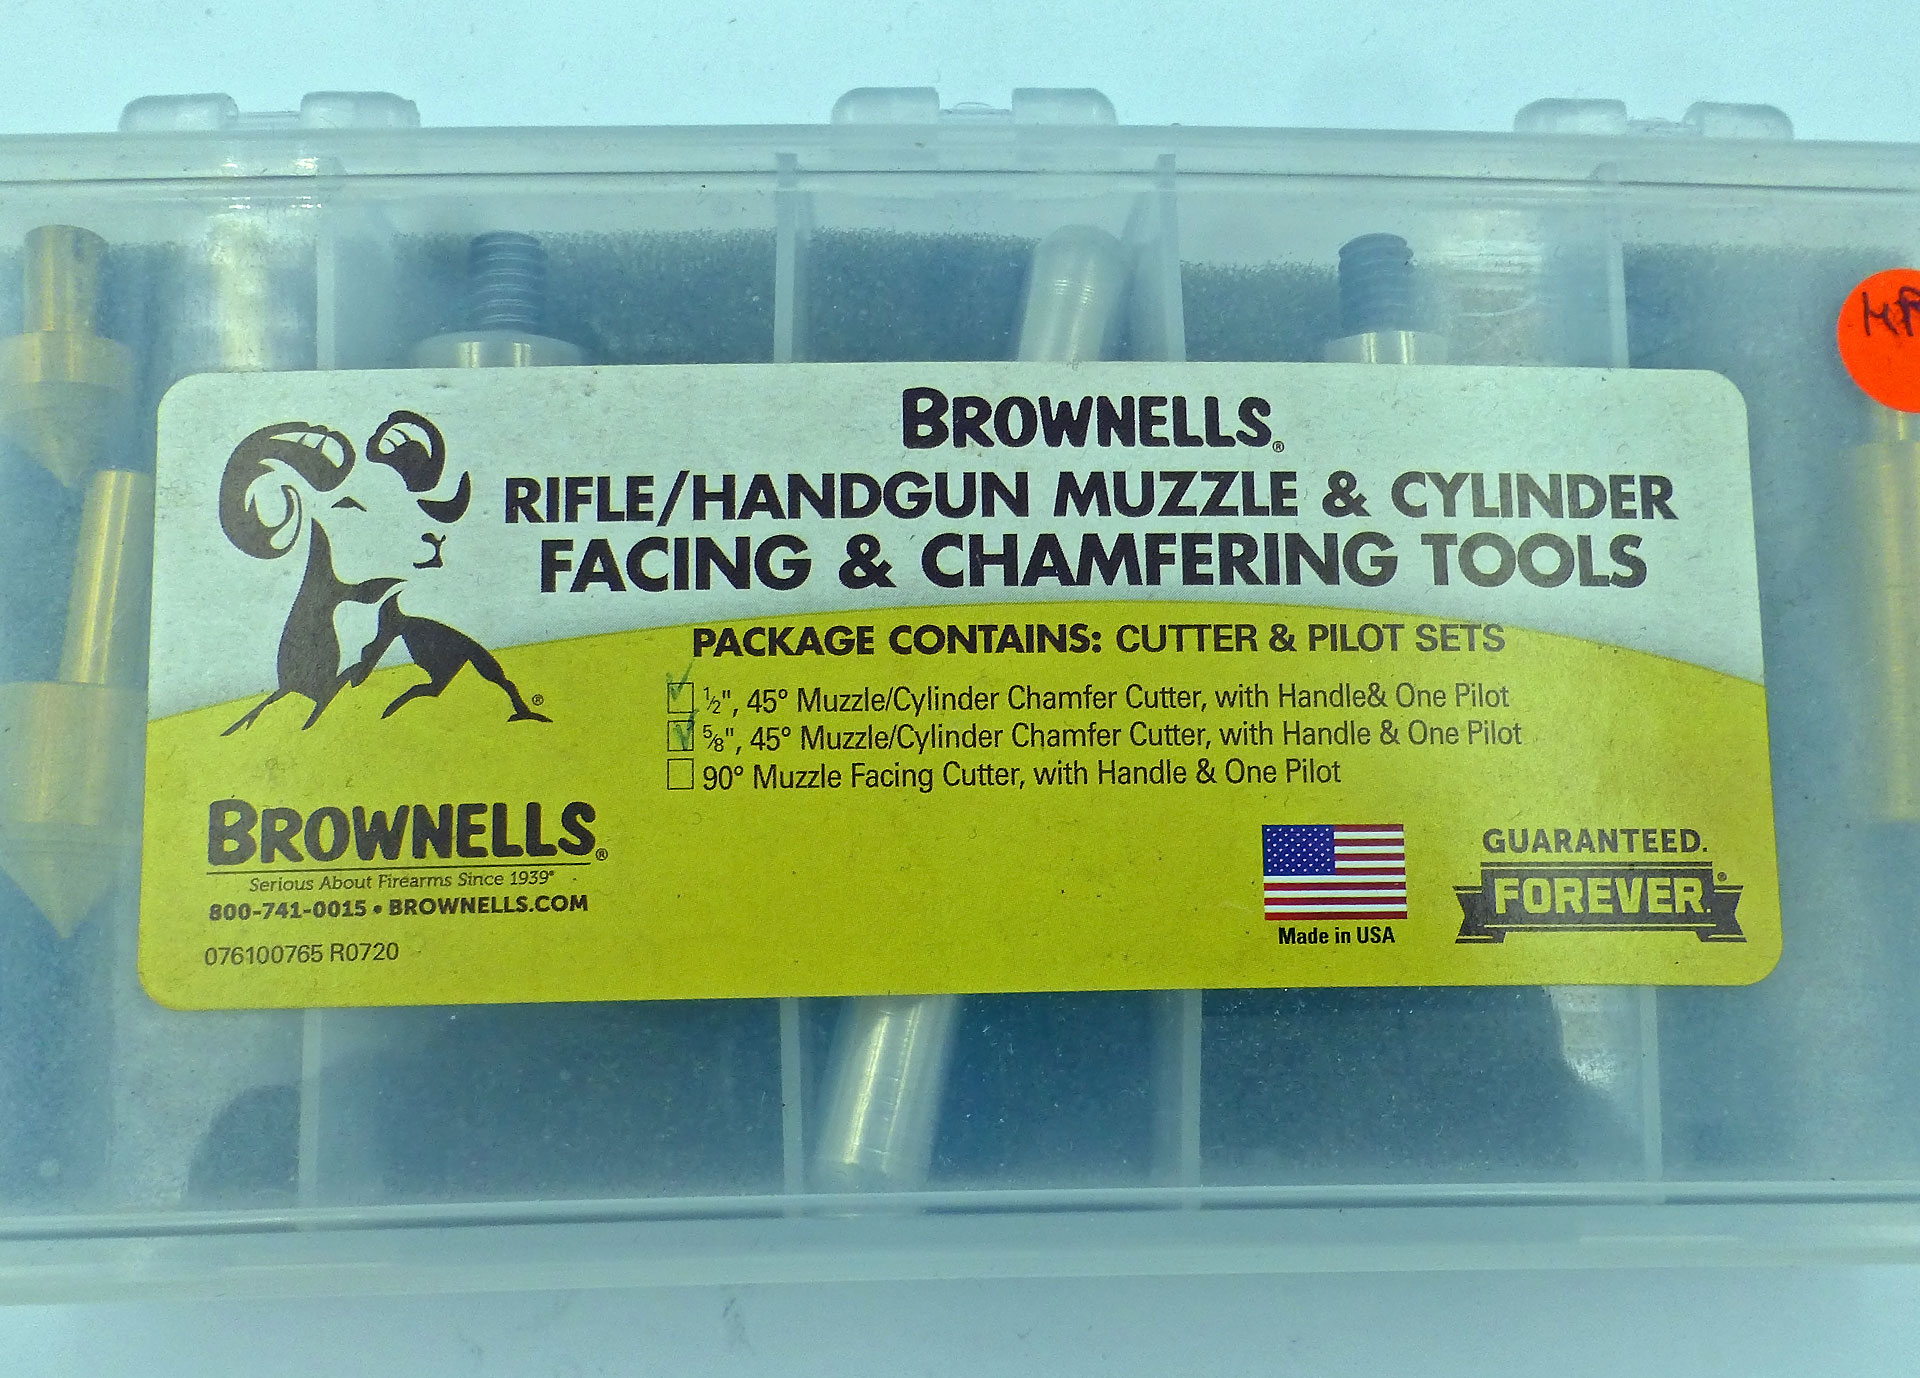 BROWNELLS®
RIFLE/HANDGUN MUZZLE & CYLINDER
FACING & CHAMFERING TOOLS
PACKAGE CONTAINS: CUTTER & PILOT SETS
½", 45° Muzzle/Cylinder Chamfer Cutter, with Handle& One Pilot
⅝", 45° Muzzle/Cylinder Chamfer Cutter, with Handle & One Pilot
90° Muzzle Facing Cutter, with Handle & One Pilot
®
BROWNELLS®
Serious About Firearms Since 1939®
800-741-0015 • BROWNELLS.COM
076100765 R0720
Made in USA
GUARANTEED.
FOREVER.®